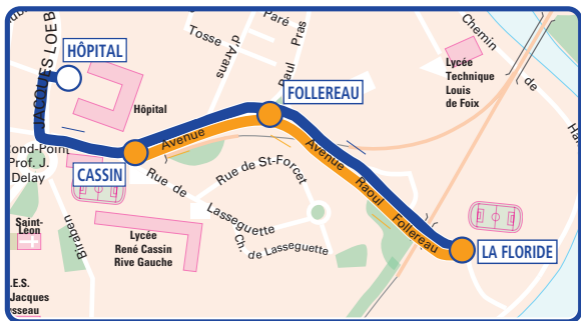 HÔPITAL
JACQUES LOEB
Hôpital
Tosse
d'Arans
Paré
Paul Pras
FOLLEREAU
Chemin de
Lycée
Technique
Louis
de Foix
Avenue
ond-Point
Prof. J.
Delay
CASSIN
Rue de Lasseguette
Rue de St-Forcet
Avenue Raoul Follereau
Saint-
Léon
Biraben
Lycée
René Cassin
Rive Gauche
Ch.
de Lasseguette
LA FLORIDE
.E.S.
Jacques
sseau